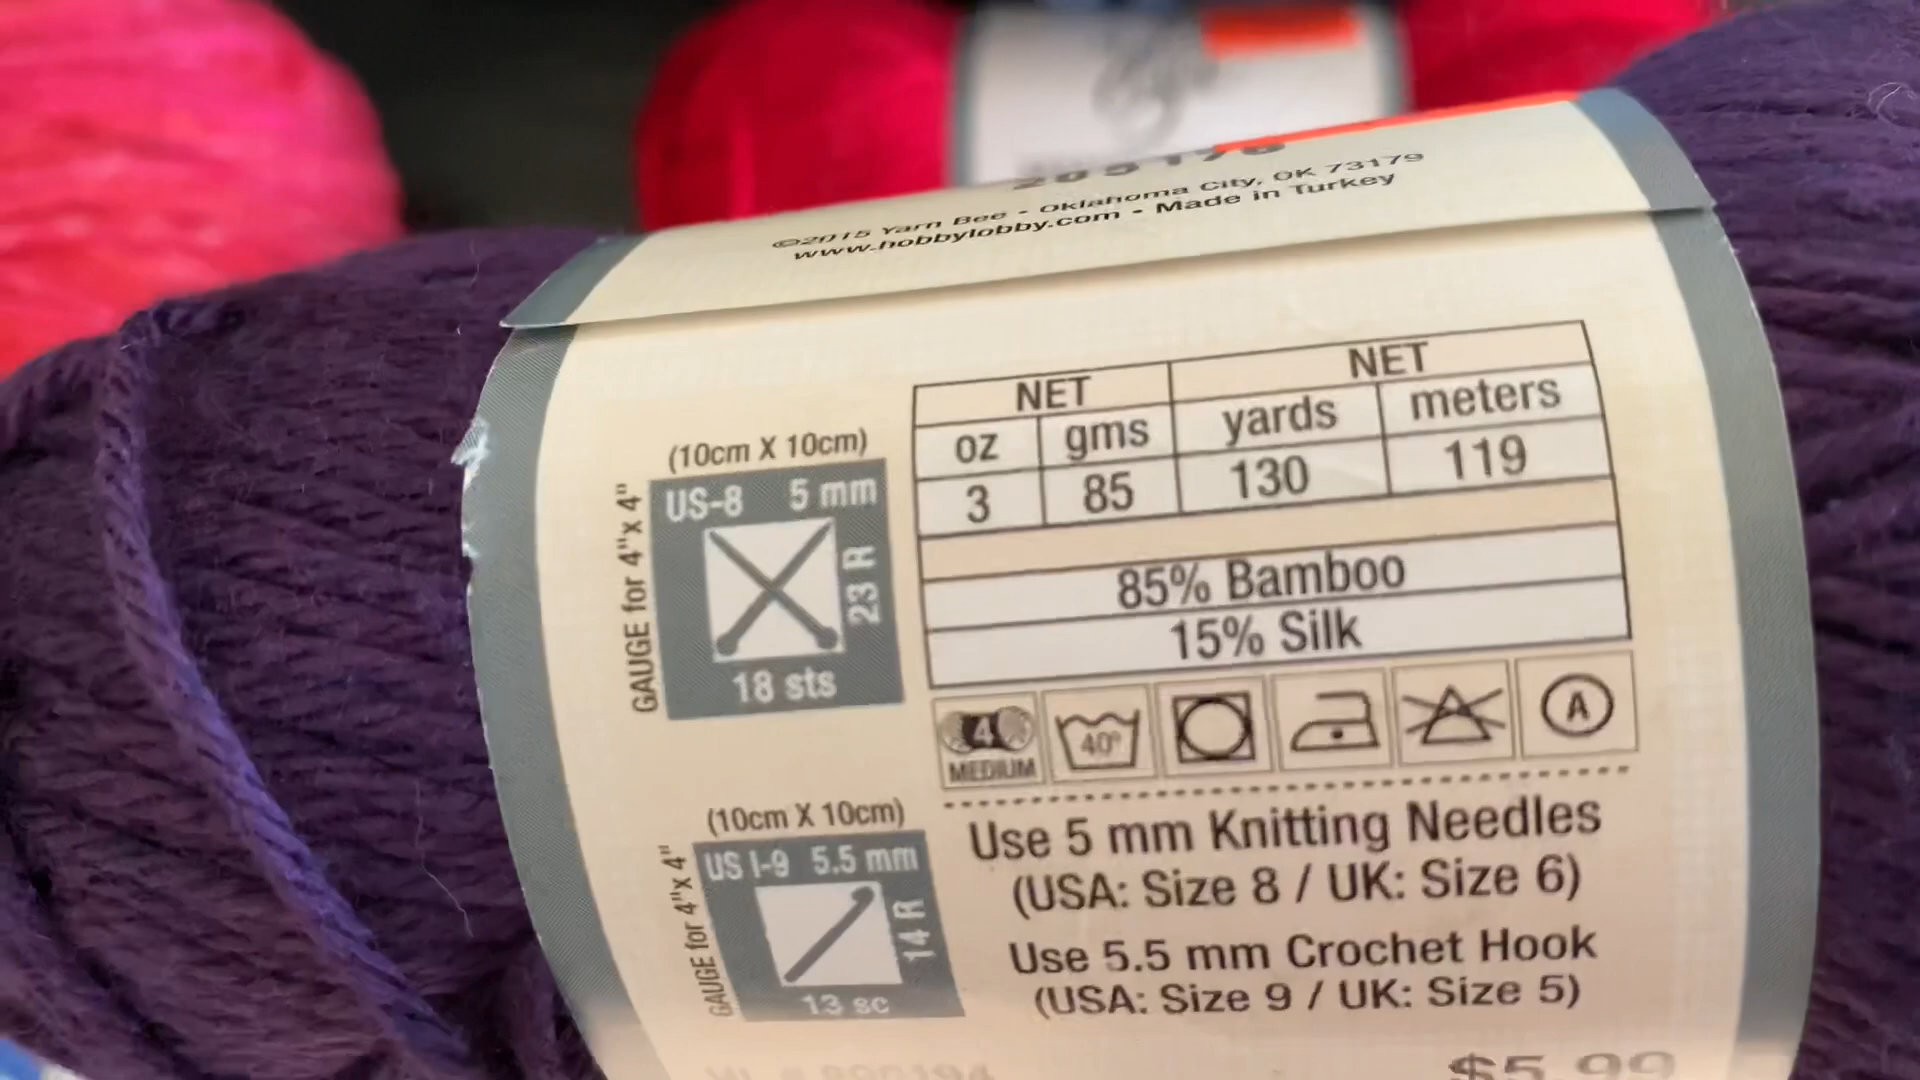 ©2015 Yarn Bee • Oklahoma City, OK 73179
www.hobbylobby.com • Made in Turkey
NET NET
oz gms yards meters
3 85 130 119
85% Bamboo
15% Silk
(10cm X 10cm)
GAUGE for 4"x 4"
US-8 5 mm
23 R
18 sts
4
MEDIUM
40°
A
(10cm X 10cm)
GAUGE for 4"x 4"
US I-9 5.5 mm
14 R
13 sc
Use 5 mm Knitting Needles
(USA: Size 8 / UK: Size 6)
Use 5.5 mm Crochet Hook
(USA: Size 9 / UK: Size 5)
$5.99